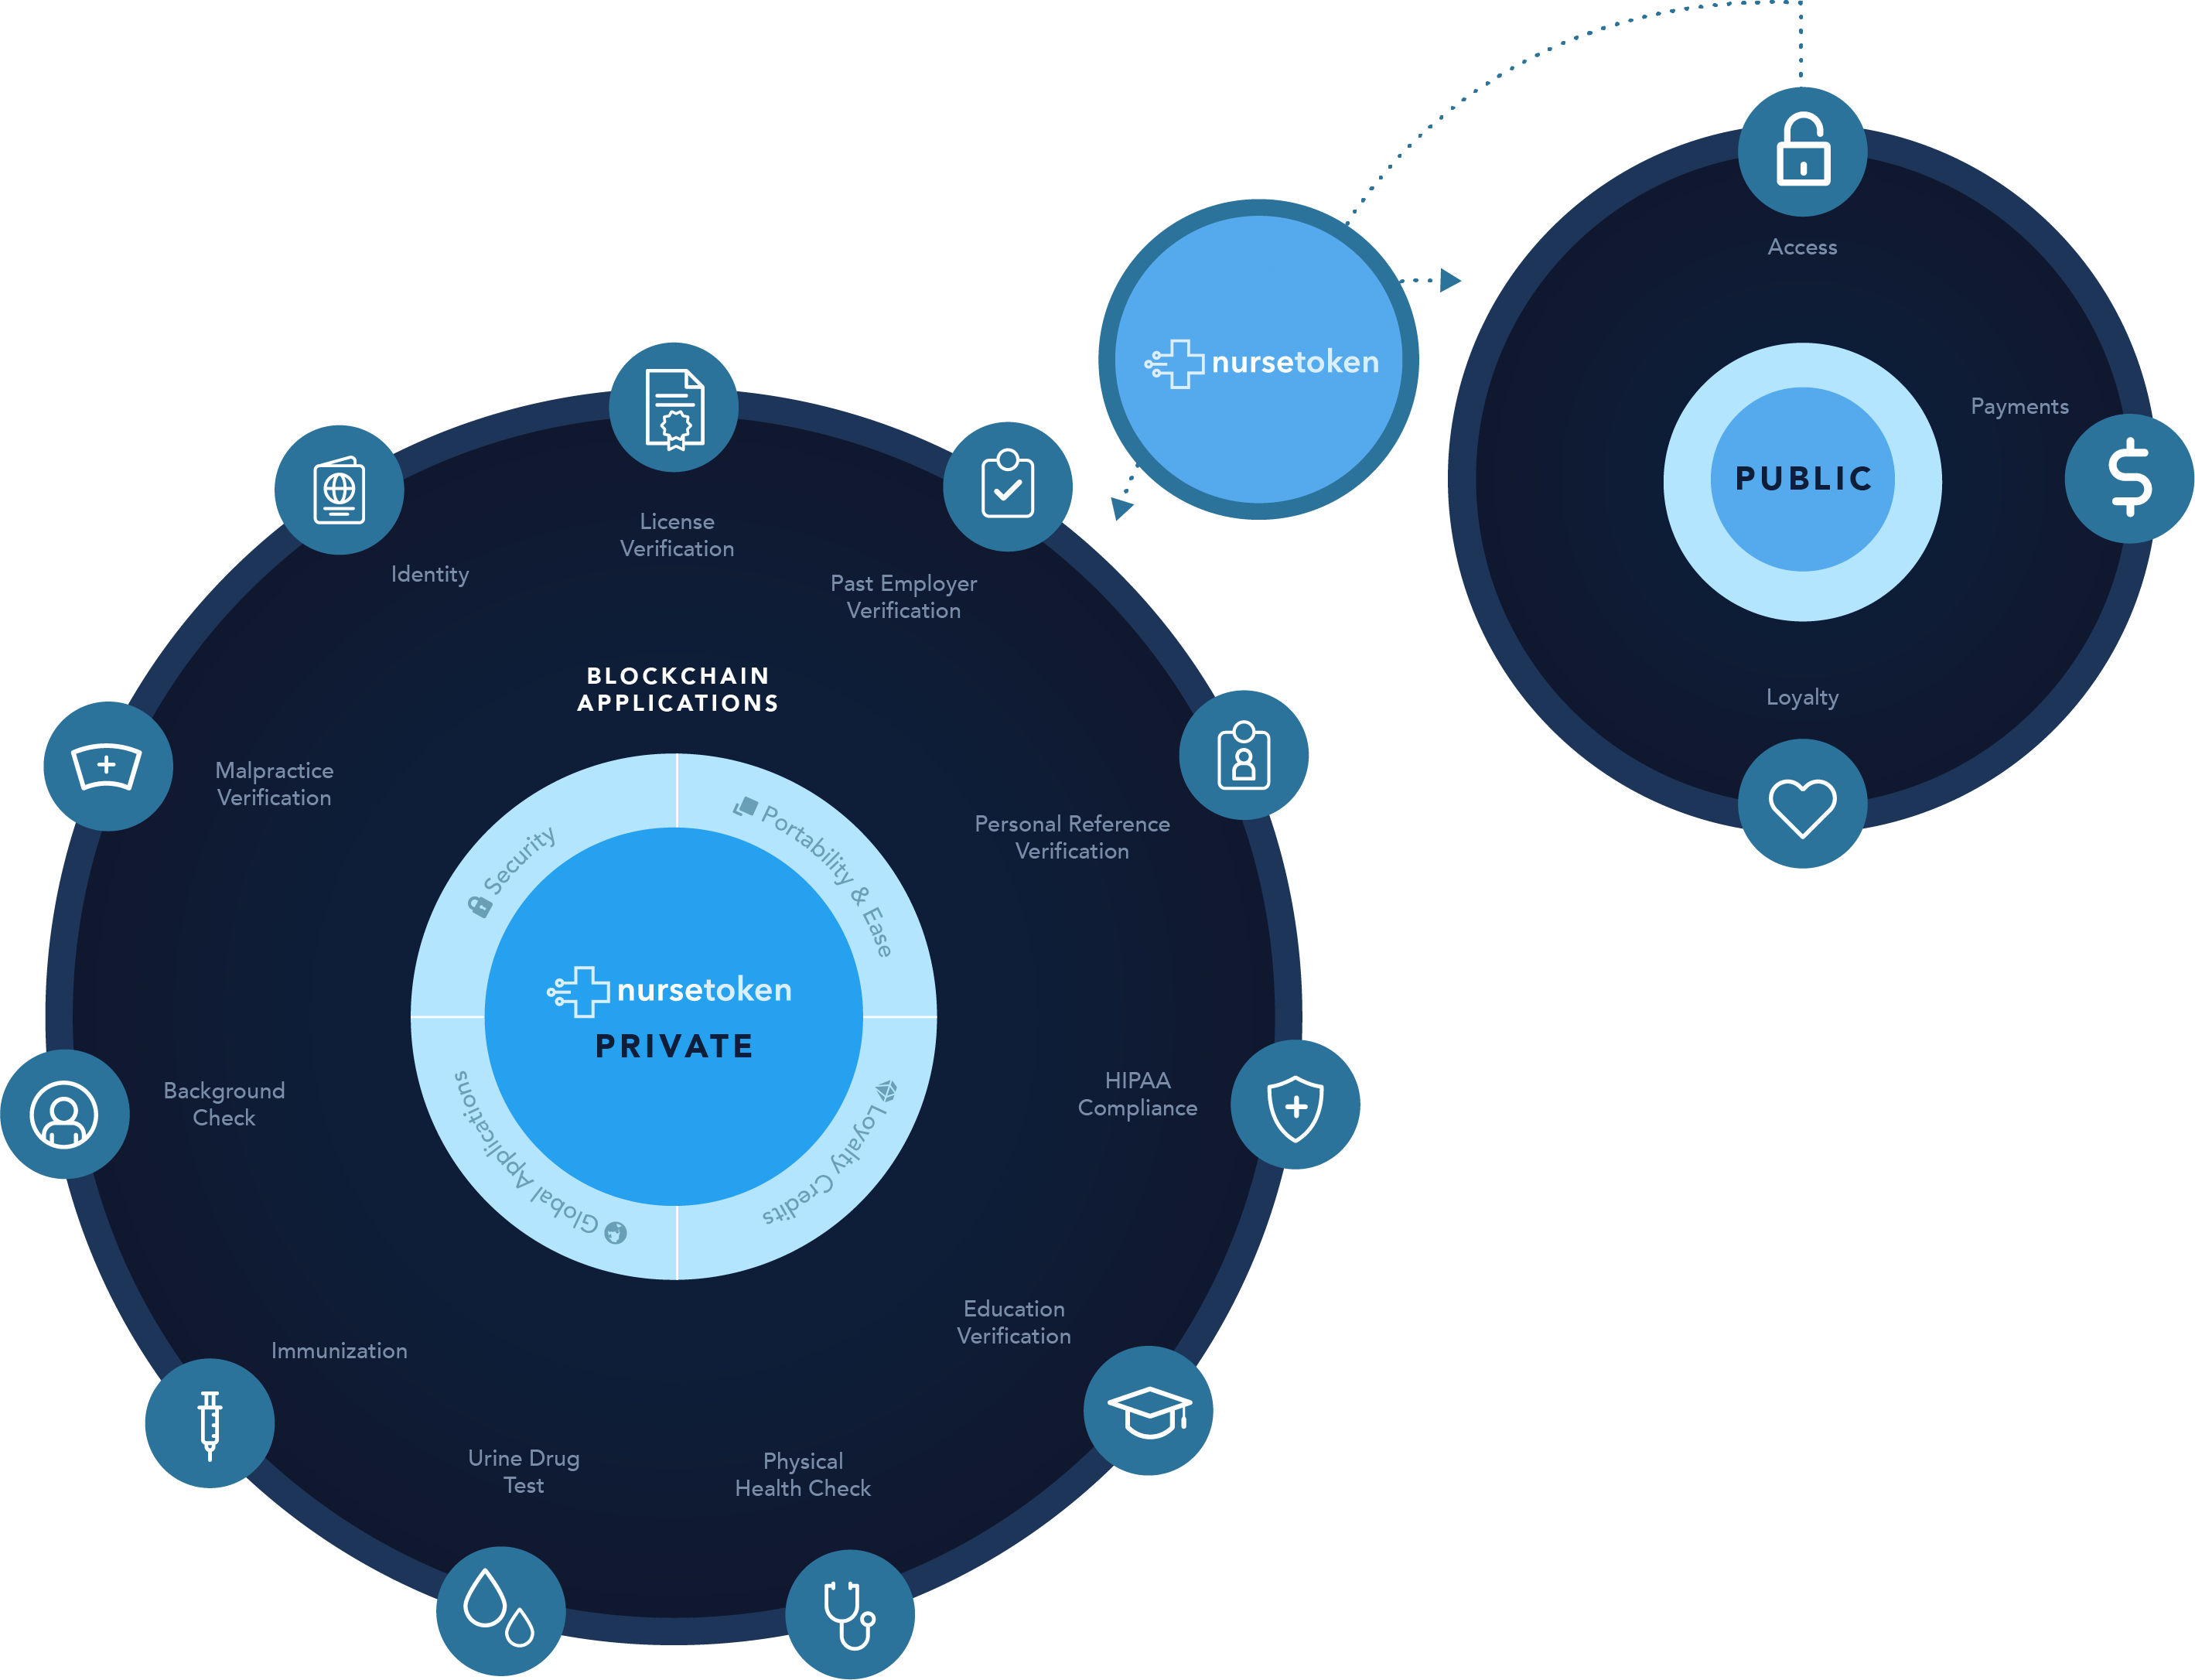 Access
nursetoken
Payments
PUBLIC
Loyalty
License
Verification
Identity
Past Employer
Verification
BLOCKCHAIN
APPLICATIONS
Malpractice
Verification
Personal Reference
Verification
Security
Portability & Ease
nursetoken
PRIVATE
Background
Check
HIPAA
Compliance
Global Applications
Loyalty Credits
Education
Verification
Immunization
Urine Drug
Test
Physical
Health Check